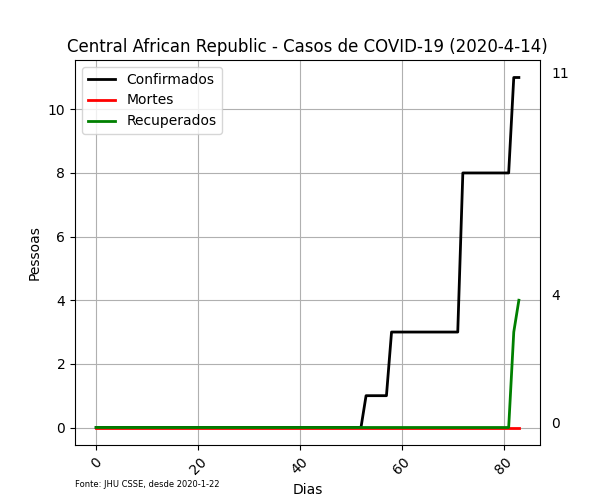 Central African Republic - Casos de COVID-19 (2020-4-14)
Confirmados
Mortes
Recuperados
11
10
8
6
4
4
2
0
0
Pessoas
0 20 40 60 80
Dias
Fonte: JHU CSSE, desde 2020-1-22